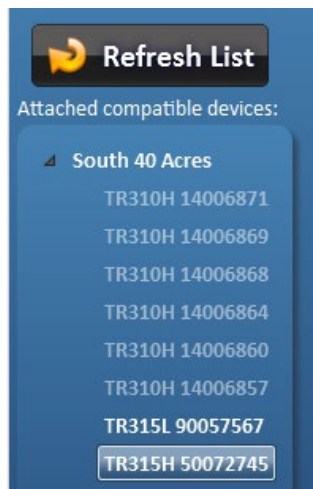 Refresh List
Attached compatible devices:
South 40 Acres
TR310H 14006871
TR310H 14006869
TR310H 14006868
TR310H 14006864
TR310H 14006860
TR310H 14006857
TR315L 90057567
TR315H 50072745